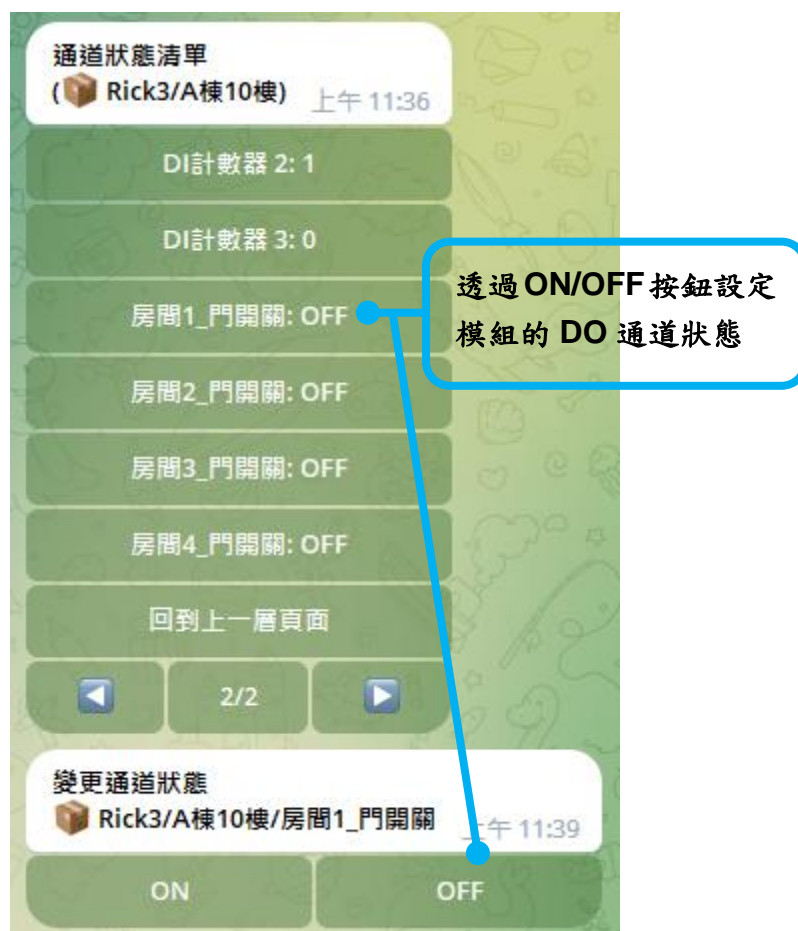 通道狀態清單
(📦 Rick3/A棟10樓) 上午 11:36
DI計數器 2: 1
DI計數器 3: 0
房間1_門開關: OFF
透過ON/OFF按鈕設定
模組的 DO 通道狀態
房間2_門開關: OFF
房間3_門開關: OFF
房間4_門開關: OFF
回到上一層頁面
2/2
變更通道狀態
📦 Rick3/A棟10樓/房間1_門開關 上午 11:39
ON OFF